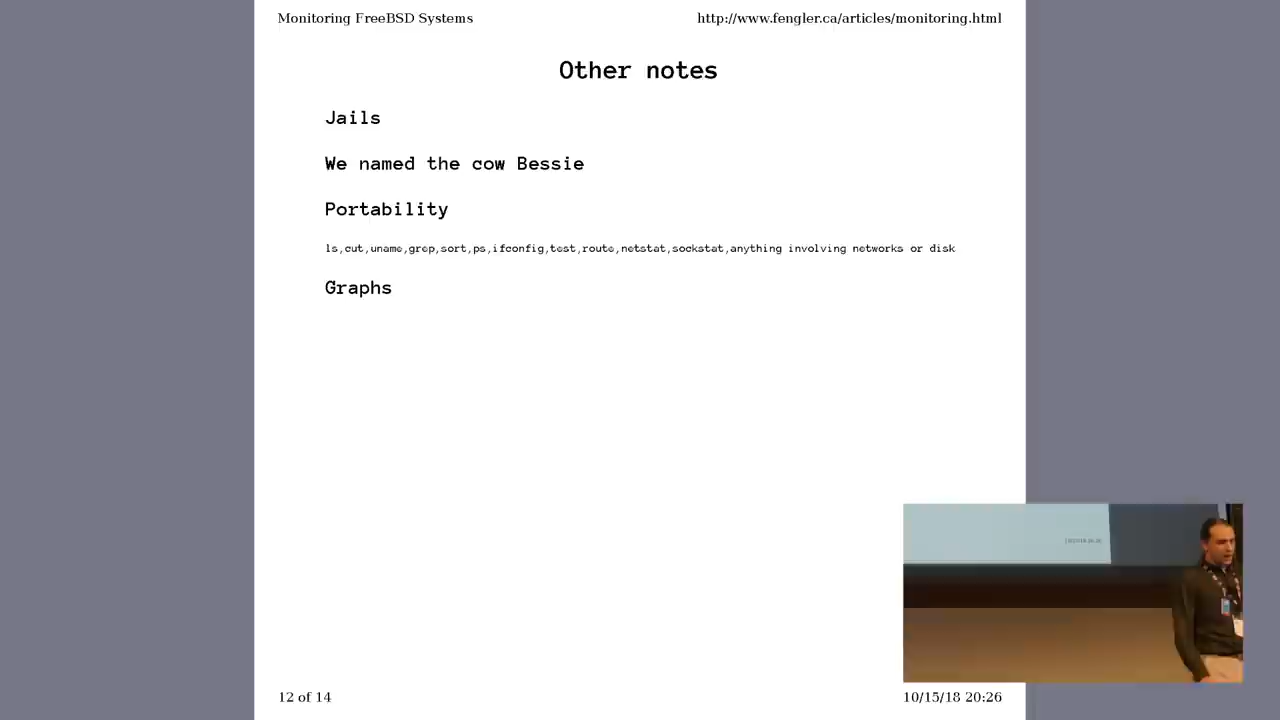 Monitoring FreeBSD Systems http://www.fengler.ca/articles/monitoring.html
Other notes
Jails
We named the cow Bessie
Portability
ls,cut,uname,grep,sort,ps,ifconfig,test,route,netstat,sockstat,anything involving networks or disk
Graphs
12 of 14 10/15/18 20:26